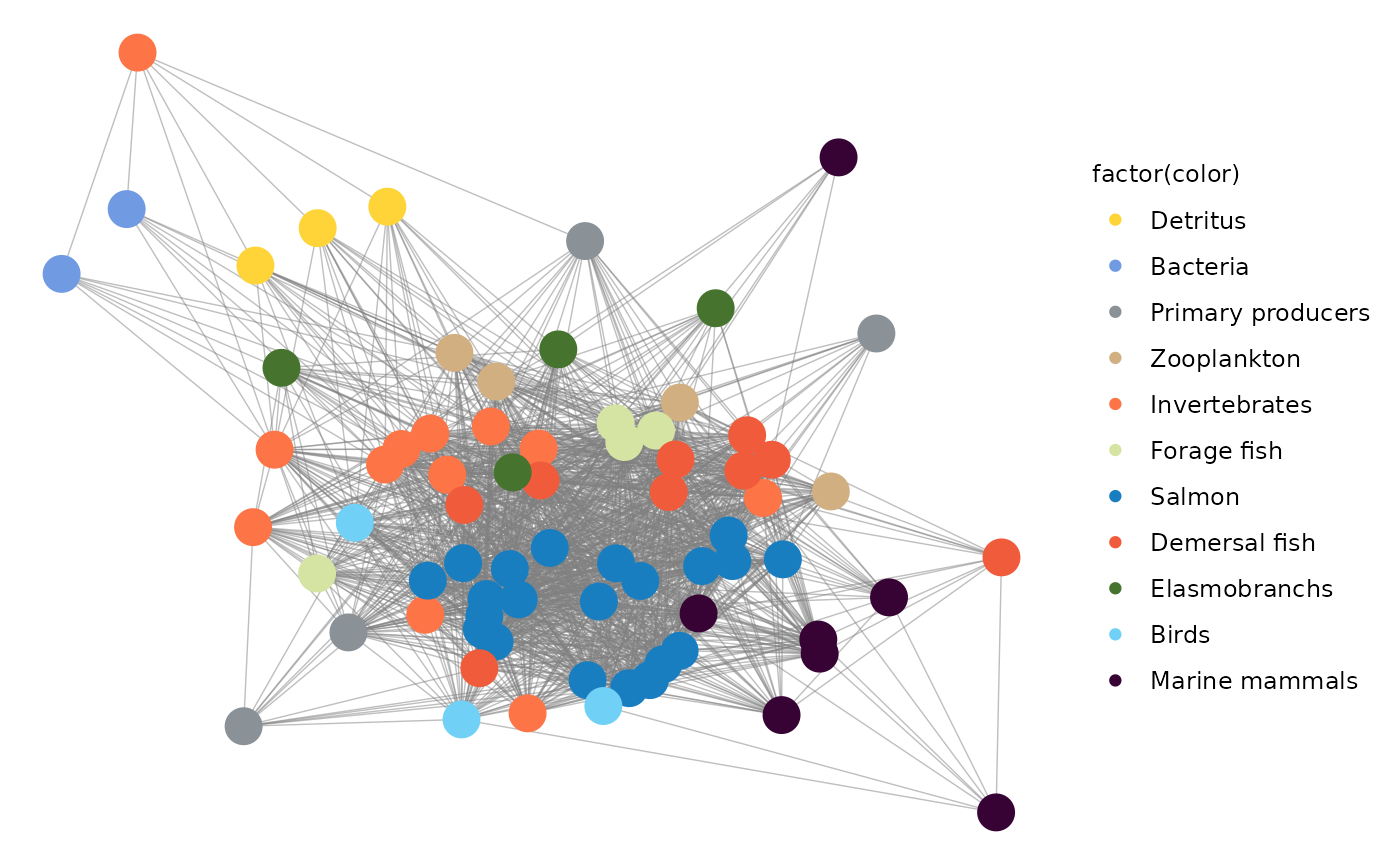 factor(color)
Detritus
Bacteria
Primary producers
Zooplankton
Invertebrates
Forage fish
Salmon
Demersal fish
Elasmobranchs
Birds
Marine mammals